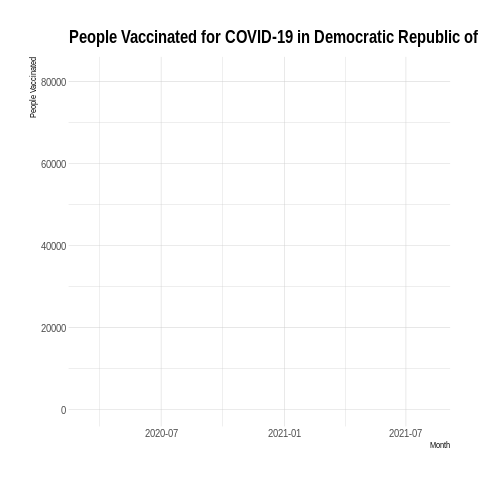 People Vaccinated for COVID-19 in Democratic Republic of
People Vaccinated
80000
60000
40000
20000
0
2020-07 2021-01 2021-07
Month